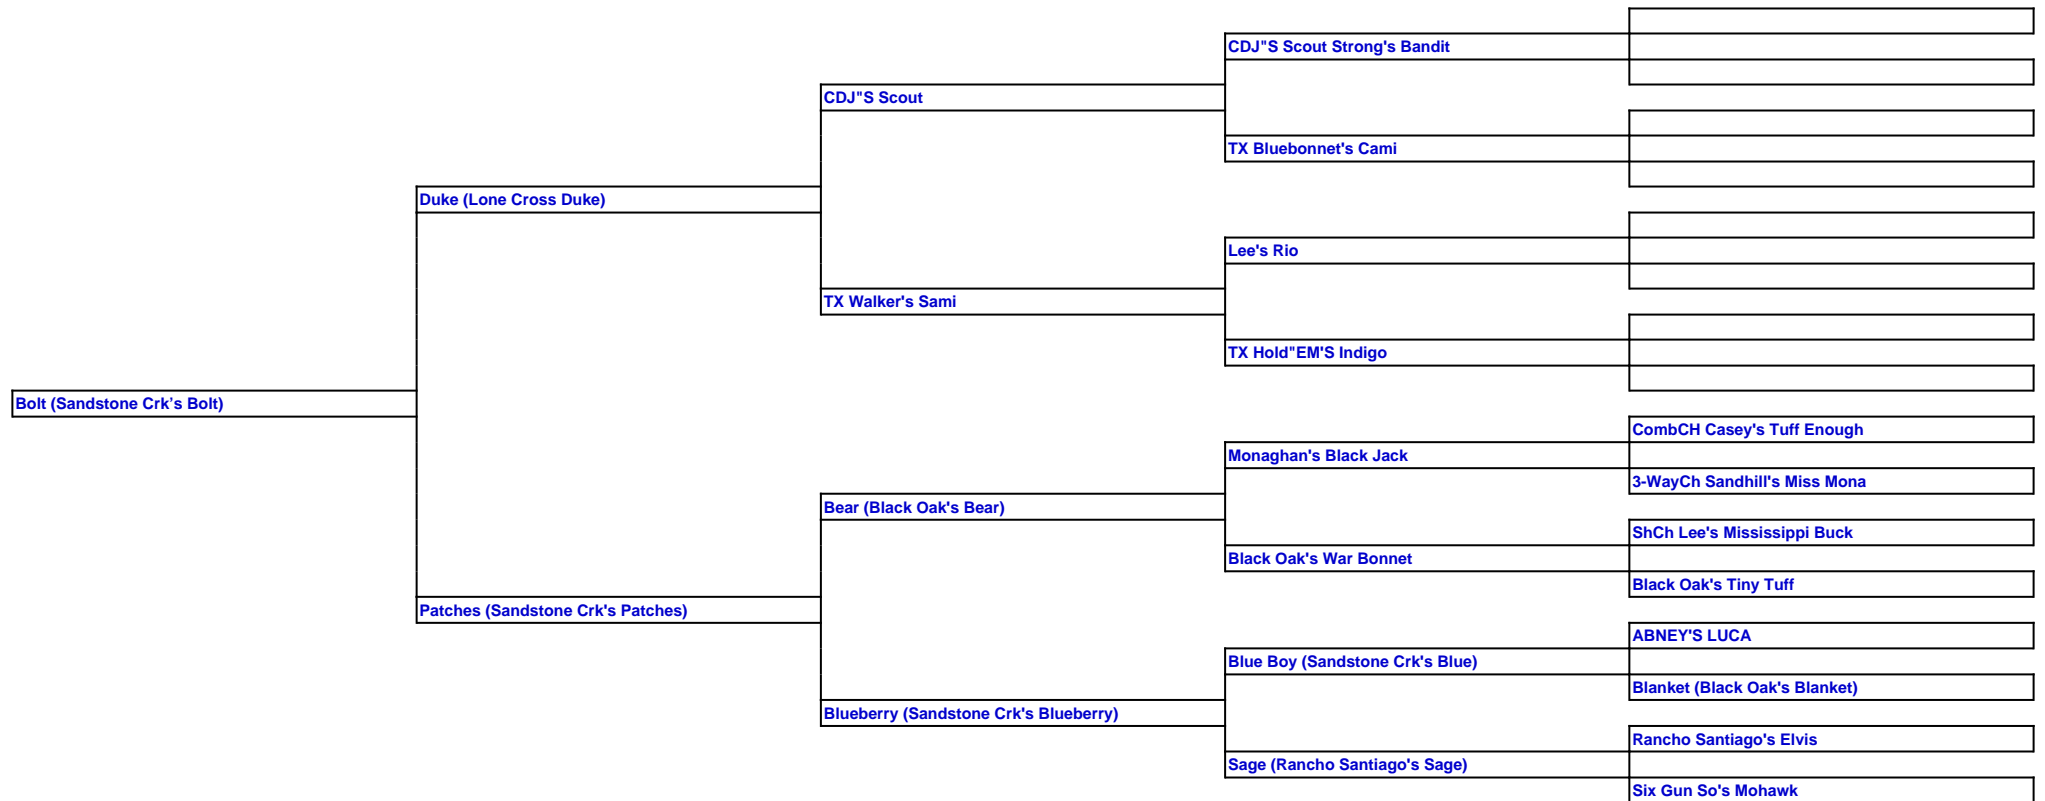 CDJ"S Scout Strong's Bandit
CDJ"S Scout
TX Bluebonnet's Cami
Duke (Lone Cross Duke)
Lee's Rio
TX Walker's Sami
TX Hold"EM'S Indigo
Bolt (Sandstone Crk’s Bolt)
CombCH Casey's Tuff Enough
Monaghan's Black Jack
3-WayCh Sandhill's Miss Mona
Bear (Black Oak's Bear)
ShCh Lee's Mississippi Buck
Black Oak's War Bonnet
Black Oak's Tiny Tuff
Patches (Sandstone Crk's Patches)
ABNEY'S LUCA
Blue Boy (Sandstone Crk's Blue)
Blanket (Black Oak's Blanket)
Blueberry (Sandstone Crk's Blueberry)
Rancho Santiago's Elvis
Sage (Rancho Santiago's Sage)
Six Gun So's Mohawk